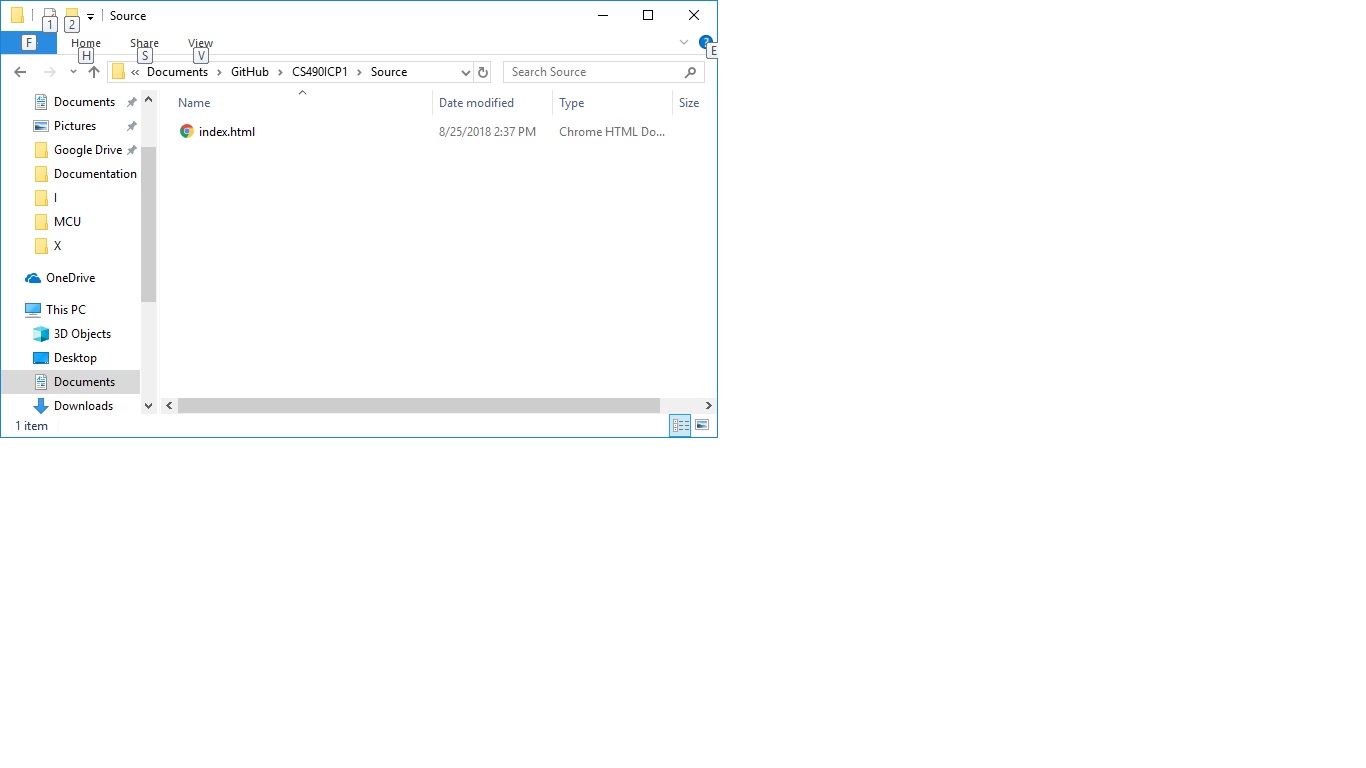 Source
1 2
F
Home Share View
H S V E
« Documents › GitHub › CS490ICP1 › Source
Search Source
Name Date modified Type Size
index.html 8/25/2018 2:37 PM Chrome HTML Do...
Documents
Pictures
Google Drive
Documentation
I
MCU
X
OneDrive
This PC
3D Objects
Desktop
Documents
Downloads
1 item